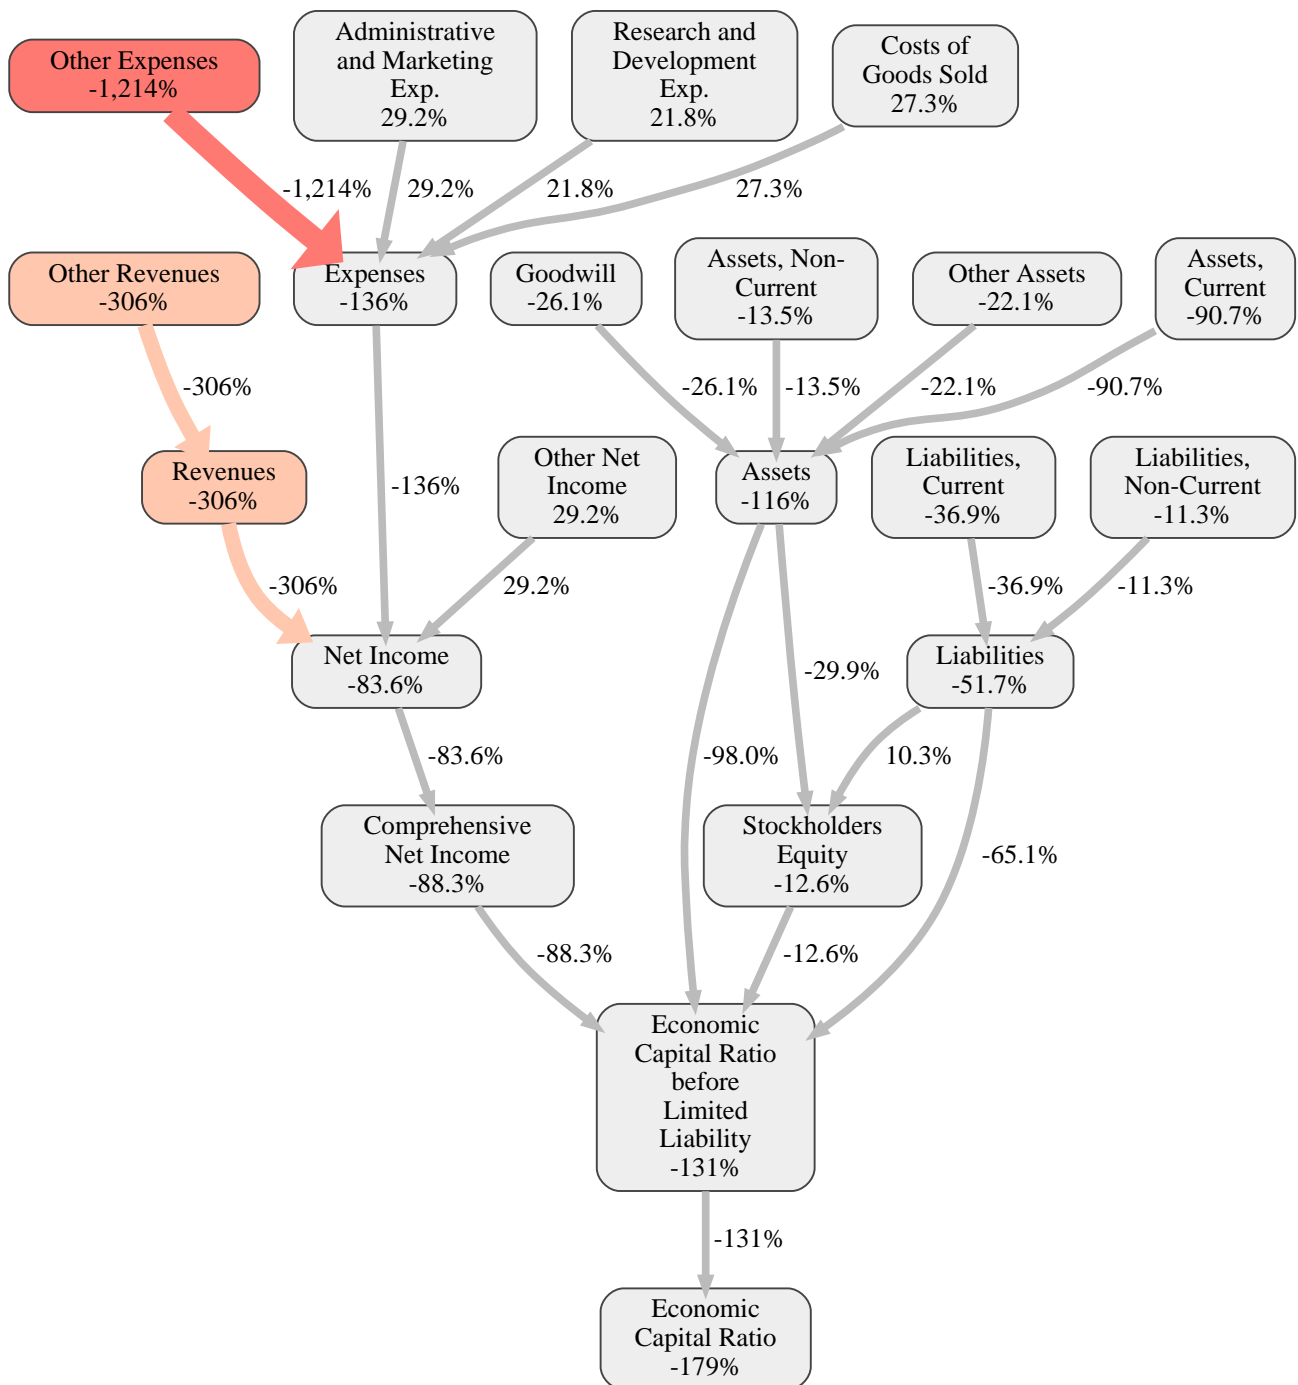 Other Expenses
-1,214%
Administrative
and Marketing
Exp.
29.2%
Research and
Development
Exp.
21.8%
Costs of
Goods Sold
27.3%
-1,214%
29.2%
21.8%
27.3%
Other Revenues
-306%
Expenses
-136%
Goodwill
-26.1%
Assets, Non-
Current
-13.5%
Other Assets
-22.1%
Assets,
Current
-90.7%
-306%
-26.1%
-13.5%
-22.1%
-90.7%
Revenues
-306%
-136%
Other Net
Income
29.2%
Assets
-116%
Liabilities,
Current
-36.9%
Liabilities,
Non-Current
-11.3%
-306%
29.2%
-36.9%
-11.3%
Net Income
-83.6%
-29.9%
Liabilities
-51.7%
-83.6%
-98.0%
10.3%
Comprehensive
Net Income
-88.3%
Stockholders
Equity
-12.6%
-65.1%
-88.3%
-12.6%
Economic
Capital Ratio
before
Limited
Liability
-131%
-131%
Economic
Capital Ratio
-179%